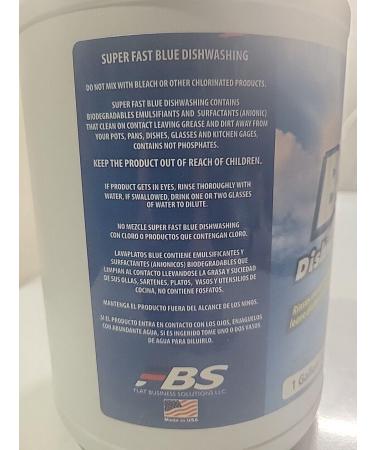 SUPER FAST BLUE DISHWASHING
DO NOT MIX WITH BLEACH OR OTHER CHLORINATED PRODUCTS.
SUPER FAST BLUE DISHWASHING CONTAINS
BIODEGRADABLES EMULSIFIANTS AND SURFACTANTS (ANIONIC)
THAT CLEAN ON CONTACT LEAVING GREASE AND DIRT AWAY FROM
YOUR POTS, PANS, DISHES, GLASSES AND KITCHEN GAGES,
CONTAINS NOT PHOSPHATES.
KEEP THE PRODUCT OUT OF REACH OF CHILDREN.
IF PRODUCT GETS IN EYES, RINSE THOROUGHLY WITH
WATER, IF SWALLOWED, DRINK ONE OR TWO GLASSES
OF WATER TO DILUTE.
NO MEZCLE SUPER FAST BLUE DISHWASHING
CON CLORO O PRODUCTOS QUE CONTENGAN CLORO.
LAVAPLATOS BLUE CONTIENE EMULSIFICANTES Y
SURFACTANTES (ANIONICOS) BIODEGRADABLES QUE
LIMPIAN AL CONTACTO LLEVANDOSE LA GRASA Y SUCIEDAD
DE SUS OLLAS, SARTENES, PLATOS, VASOS Y UTENSILIOS DE
COCINA, NO CONTIENE FOSFATOS.
MANTENGA EL PRODUCTO FUERA DEL ALCANCE DE LOS NINOS.
SI EL PRODUCTO ENTRA EN CONTACTO CON LOS OJOS, ENJAGUELOS
CON ABUNDANTE AGUA, SI ES INGERIDO TOME UNO O DOS VASOS
DE AGUA PARA DILUIRLO.
FBS
FLAT BUSINESS SOLUTIONS LLC.
Made in USA
B
Dish
Rinse
leave
1 Gallo